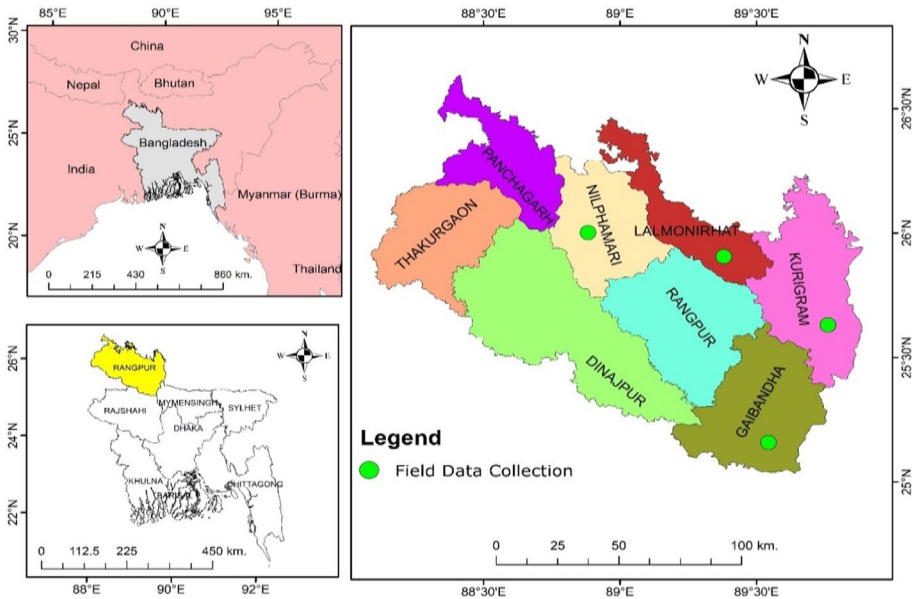 85°E 90°E 95°E
30°N
25°N
20°N
China
Nepal
Bhutan
Bangladesh
India
Myanmar (Burma)
Thailand
N
W E
S
0 215 430 860 km.
26°N
24°N
22°N
RANGPUR
N
W E
S
RAJSHAHI
MYMENSINGH
SYLHET
DHAKA
KHULNA
BARISAL
CHITTAGONG
0 112.5 225 450 km.
88°E 90°E 92°E
88°30'E 89°E 89°30'E
N
W E
S
PANCHAGARH
THAKURGAON
NILPHAMARI
LALMONIRHAT
KURIGRAM
RANGPUR
DINAJPUR
GAIBANDHA
Legend
Field Data Collection
0 25 50 100 km.
26°30'N
26°N
25°30'N
25°N
88°30'E 89°E 89°30'E